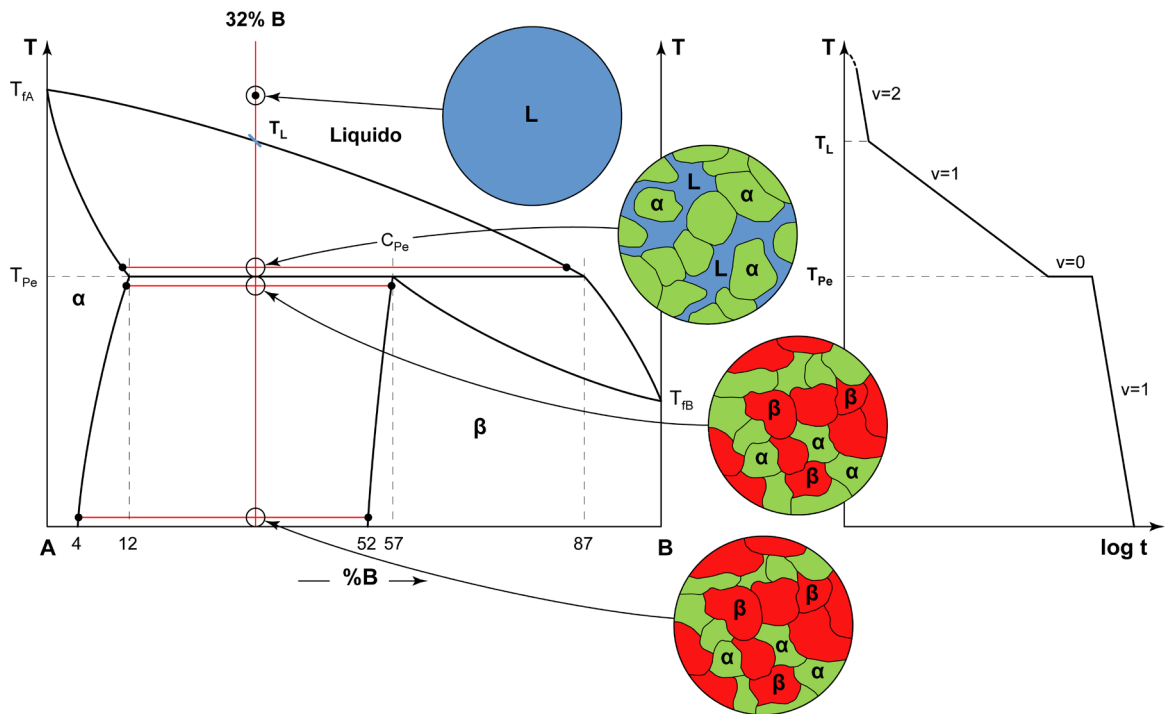 32% B
T
T
T
TfA
TL
Liquido
L
v=2
TL
L
α
α
v=1
CPe
TPe
α
L
α
TPe
v=0
TfB
β
β
β
α
α
α
β
v=1
A
4
12
52
57
87
B
log t
%B
β
β
α
α
α
β